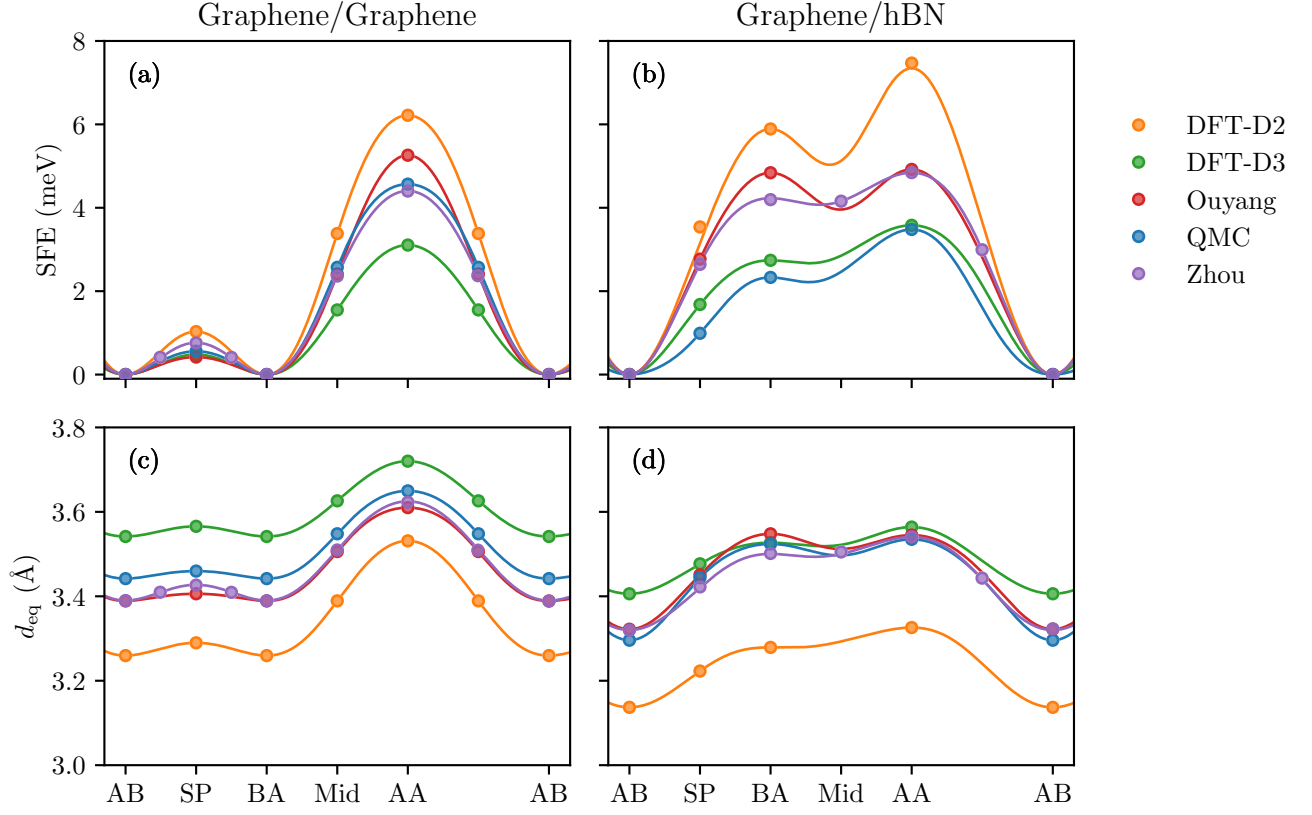 Graphene/Graphene
Graphene/hBN
SFE (meV)
8
6
4
2
0
(a)
(b)
DFT-D2
DFT-D3
Ouyang
QMC
Zhou
d_eq (Å)
3.8
3.6
3.4
3.2
3.0
(c)
(d)
AB SP BA Mid AA AB
AB SP BA Mid AA AB